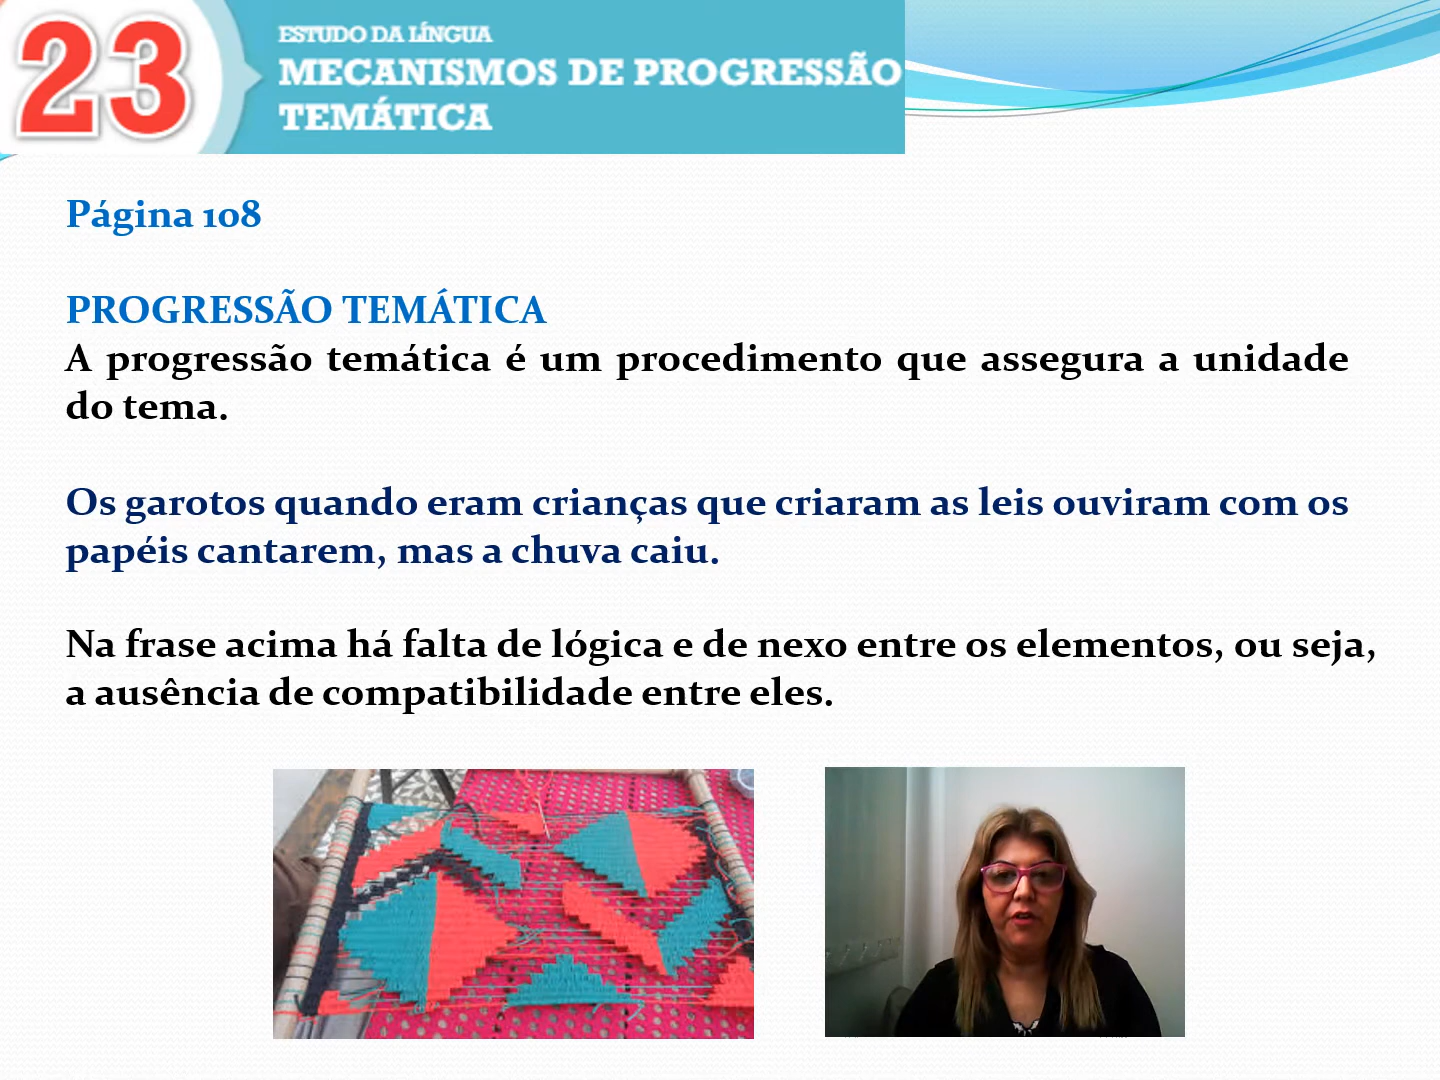 23
ESTUDO DA LÍNGUA
MECANISMOS DE PROGRESSÃO
TEMÁTICA
Página 108
PROGRESSÃO TEMÁTICA
A progressão temática é um procedimento que assegura a unidade
do tema.
Os garotos quando eram crianças que criaram as leis ouviram com os
papéis cantarem, mas a chuva caiu.
Na frase acima há falta de lógica e de nexo entre os elementos, ou seja,
a ausência de compatibilidade entre eles.